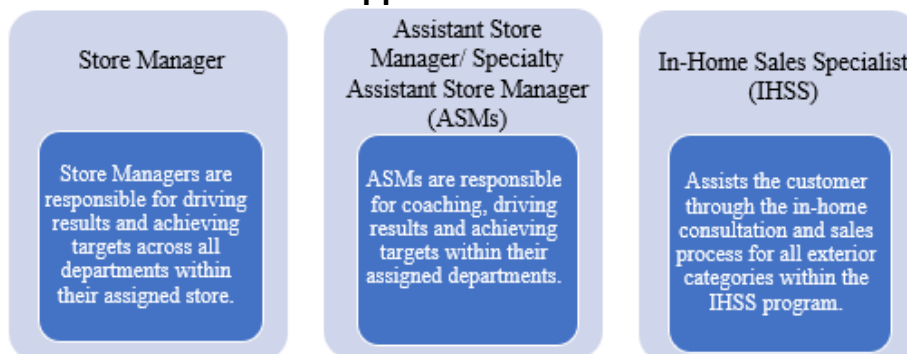 Store Manager
Store Managers are
responsible for driving
results and achieving
targets across all
departments within
their assigned store.
Assistant Store
Manager/ Specialty
Assistant Store Manager
(ASMs)
ASMs are responsible
for coaching, driving
results and achieving
targets within their
assigned departments.
In-Home Sales Specialist
(IHSS)
Assists the customer
through the in-home
consultation and sales
process for all exterior
categories within the
IHSS program.